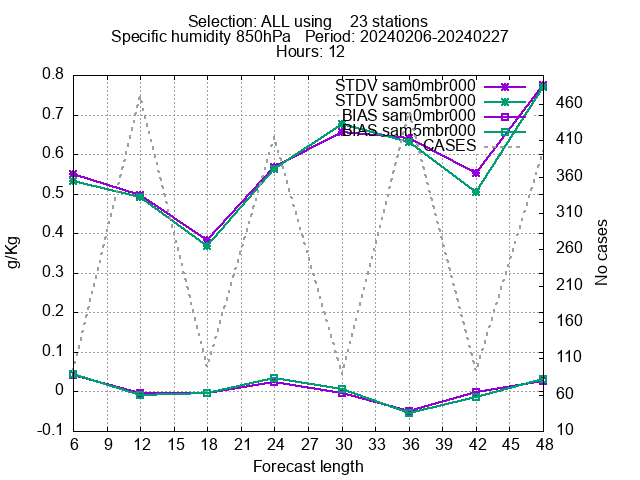 Selection: ALL using    23 stations
Specific humidity 850hPa   Period: 20240206-20240227
Hours: 12
STDV sam0mbr000
STDV sam5mbr000
BIAS sam0mbr000
BIAS sam5mbr000
CASES
0.8
0.7
0.6
0.5
0.4
0.3
0.2
0.1
0
-0.1
g/Kg
460
410
360
310
260
210
160
110
60
10
No cases
6 9 12 15 18 21 24 27 30 33 36 39 42 45 48
Forecast length